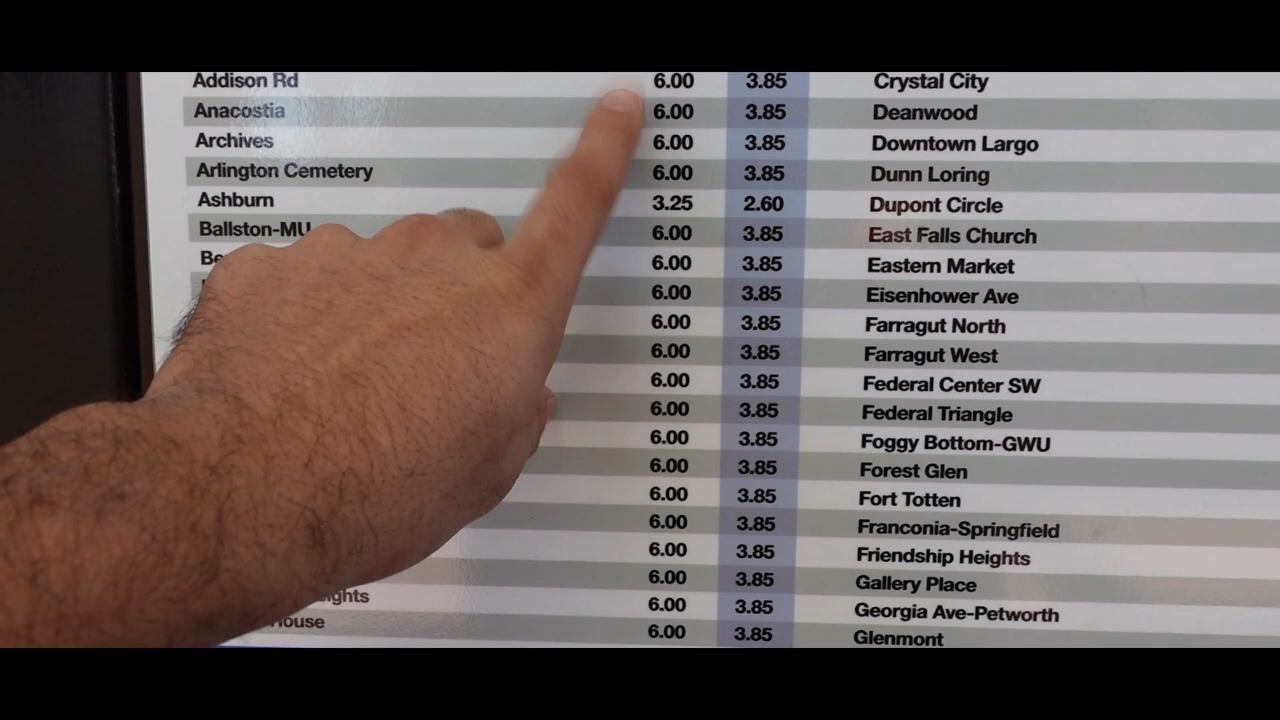 Addison Rd 6.00 3.85 Crystal City
Anacostia 6.00 3.85 Deanwood
Archives 6.00 3.85 Downtown Largo
Arlington Cemetery 6.00 3.85 Dunn Loring
Ashburn 3.25 2.60 Dupont Circle
Ballston-MU 6.00 3.85 East Falls Church
Be 6.00 3.85 Eastern Market
6.00 3.85 Eisenhower Ave
6.00 3.85 Farragut North
6.00 3.85 Farragut West
6.00 3.85 Federal Center SW
6.00 3.85 Federal Triangle
6.00 3.85 Foggy Bottom-GWU
6.00 3.85 Forest Glen
6.00 3.85 Fort Totten
6.00 3.85 Franconia-Springfield
6.00 3.85 Friendship Heights
6.00 3.85 Gallery Place
ights 6.00 3.85 Georgia Ave-Petworth
House 6.00 3.85 Glenmont